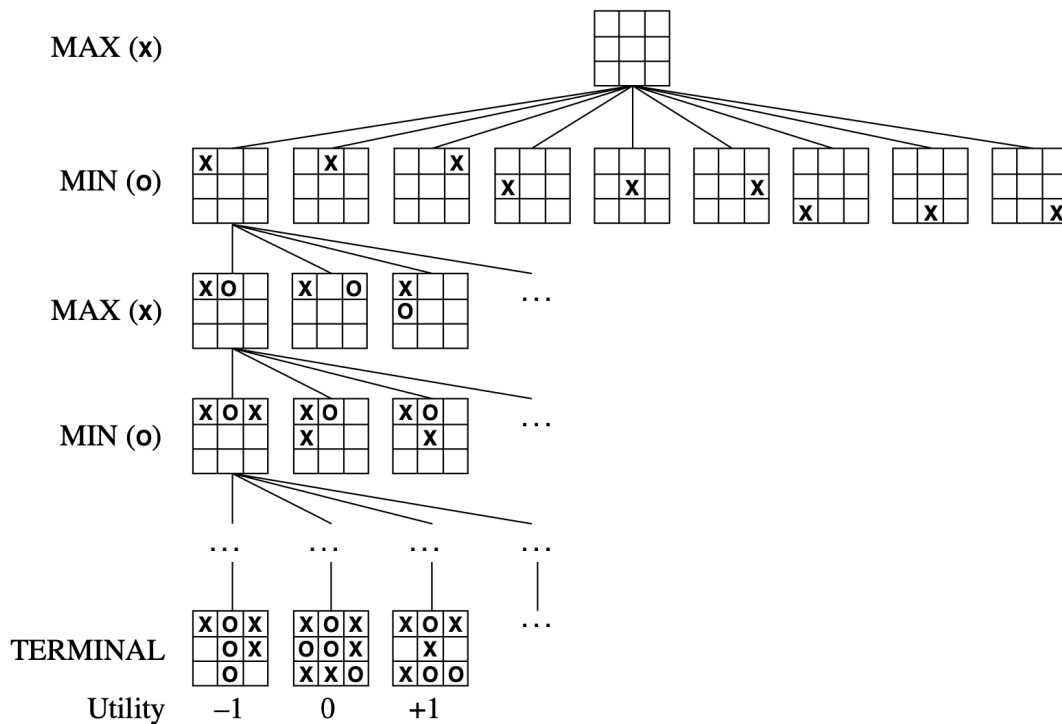 MAX (x)
MIN (o)
X X X X X X X X X
MAX (x)
X O X O X
O
...
MIN (o)
X O X X O X O
X X
...
... ... ... ...
TERMINAL
X O X X O X X O X
O X O O X X
O X X O X O O
...
Utility –1 0 +1